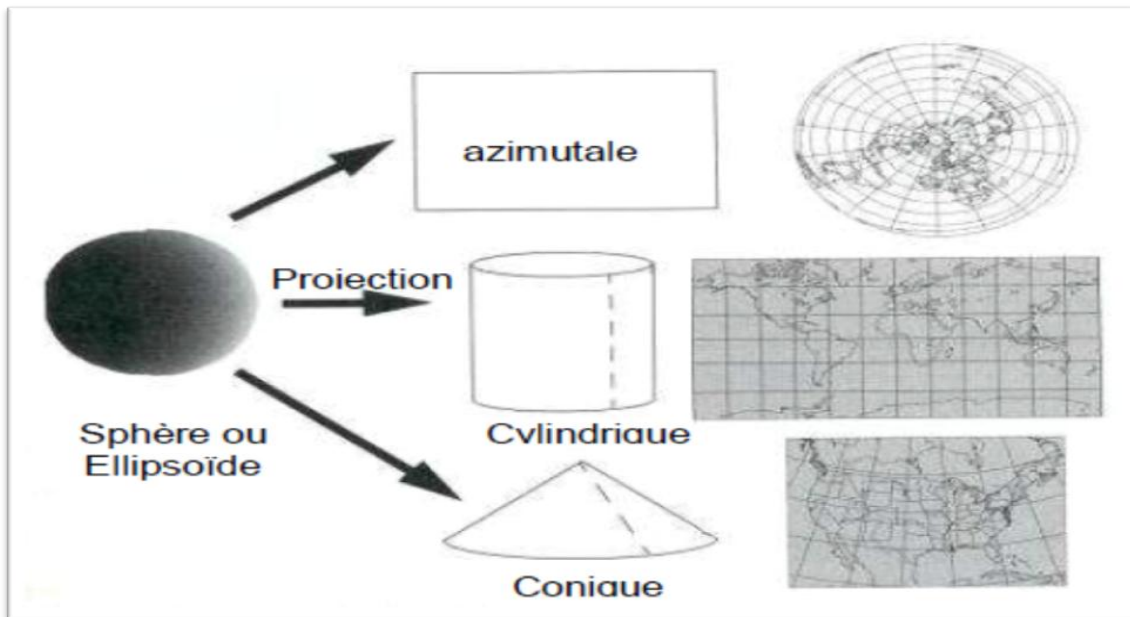 azimutale
Proiection
Sphère ou
Ellipsoïde
Cvlindriaue
Coniaue